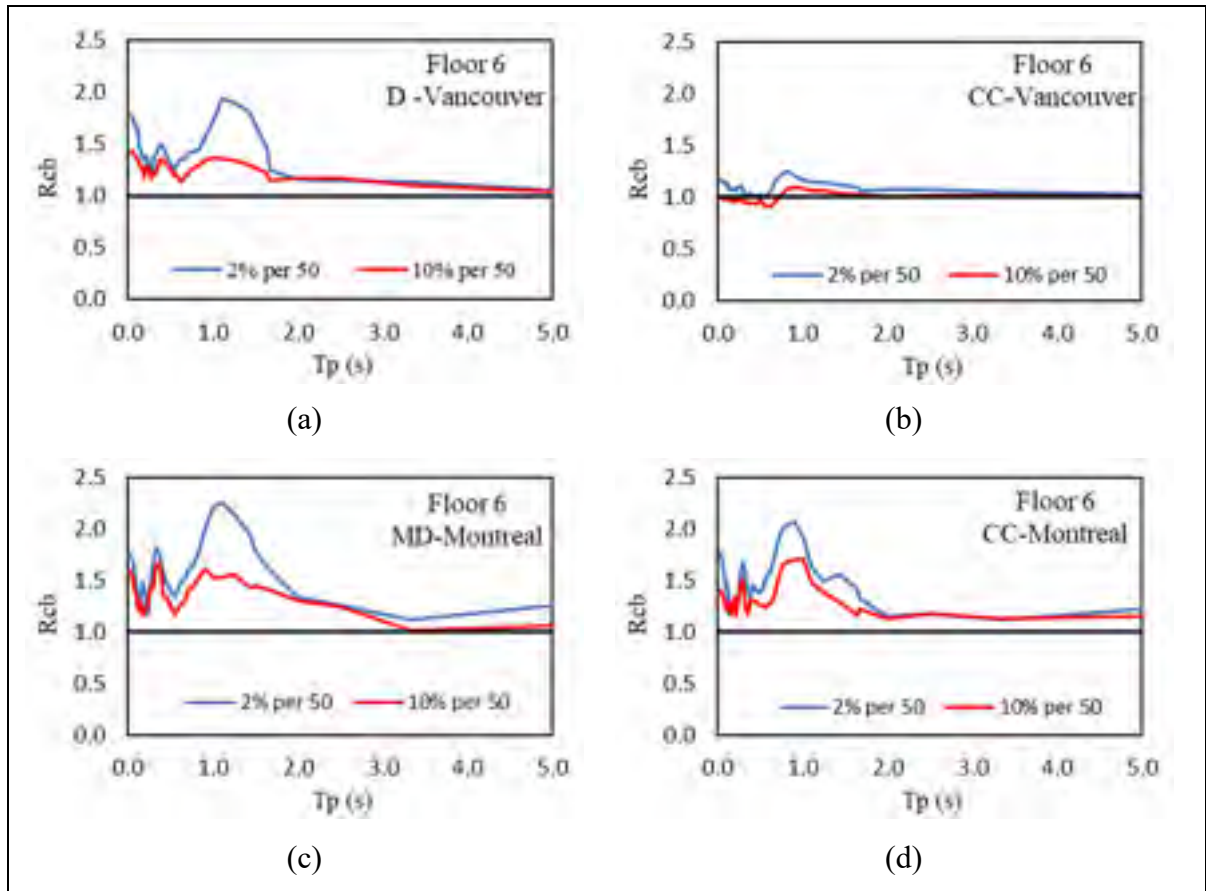 2.5
2.0
1.5
1.0
0.5
0.0
Rcb
Floor 6
D -Vancouver
2% per 50
10% per 50
0.0 1.0 2.0 3.0 4.0 5.0
Tp (s)
(a)
2.5
2.0
1.5
1.0
0.5
0.0
Rcb
Floor 6
CC-Vancouver
2% per 50
10% per 50
0.0 1.0 2.0 3.0 4.0 5.0
Tp (s)
(b)
2.5
2.0
1.5
1.0
0.5
0.0
Rcb
Floor 6
MD-Montreal
2% per 50
10% per 50
0.0 1.0 2.0 3.0 4.0 5.0
Tp (s)
(c)
2.5
2.0
1.5
1.0
0.5
0.0
Rcb
Floor 6
CC-Montreal
2% per 50
10% per 50
0.0 1.0 2.0 3.0 4.0 5.0
Tp (s)
(d)